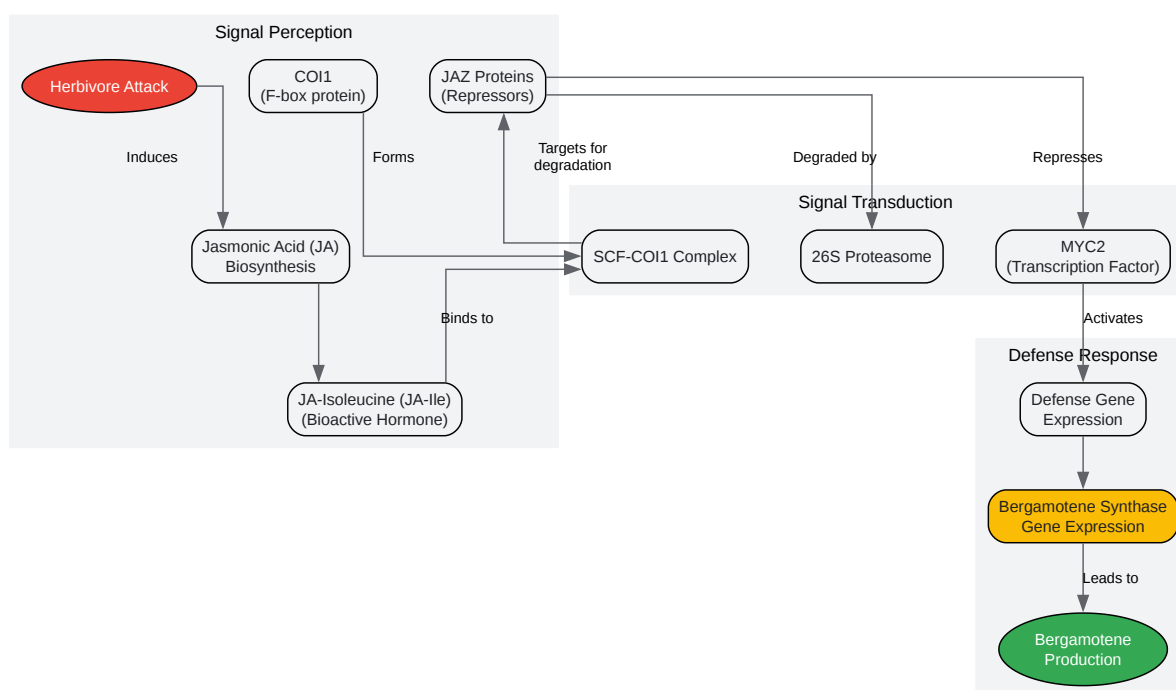 Signal Perception
Herbivore Attack
COI1
(F-box protein)
JAZ Proteins
(Repressors)
Induces
Forms
Targets for
degradation
Degraded by
Represses
Signal Transduction
Jasmonic Acid (JA)
Biosynthesis
SCF-COI1 Complex
26S Proteasome
MYC2
(Transcription Factor)
Binds to
Activates
Defense Response
JA-Isoleucine (JA-Ile)
(Bioactive Hormone)
Defense Gene
Expression
Bergamotene Synthase
Gene Expression
Leads to
Bergamotene
Production